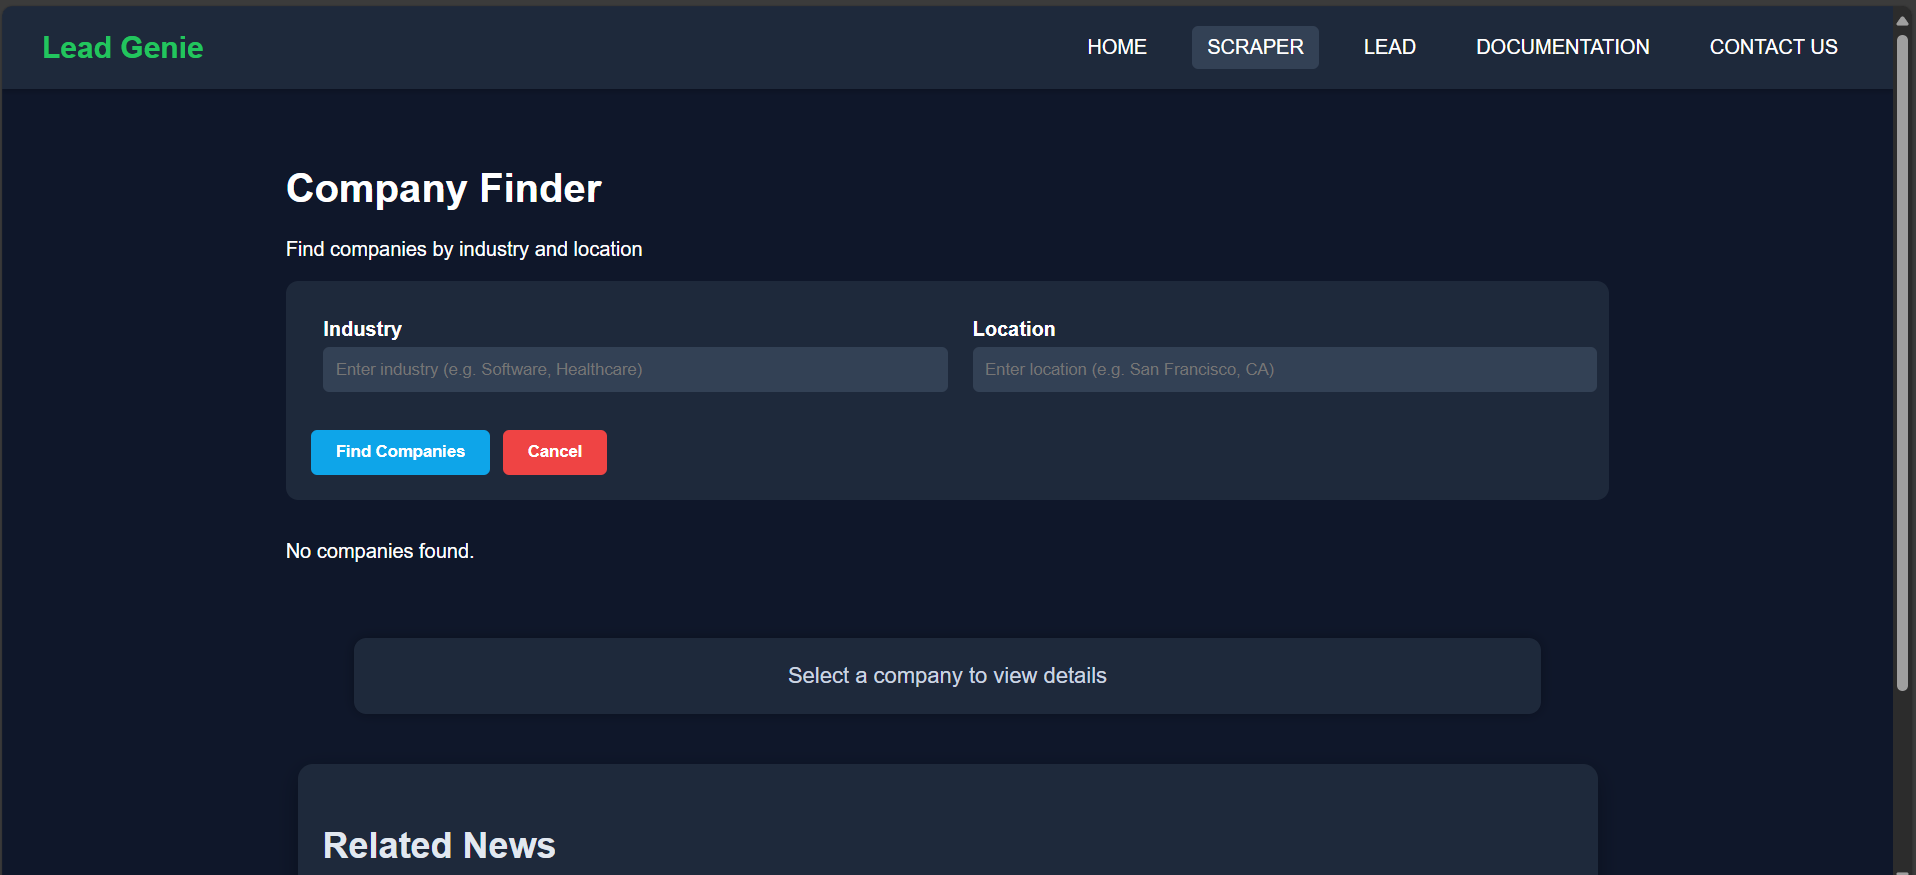 Lead Genie
HOME SCRAPER LEAD DOCUMENTATION CONTACT US
Company Finder
Find companies by industry and location
Industry Location
Enter industry (e.g. Software, Healthcare) Enter location (e.g. San Francisco, CA)
Find Companies Cancel
No companies found.
Select a company to view details
Related News